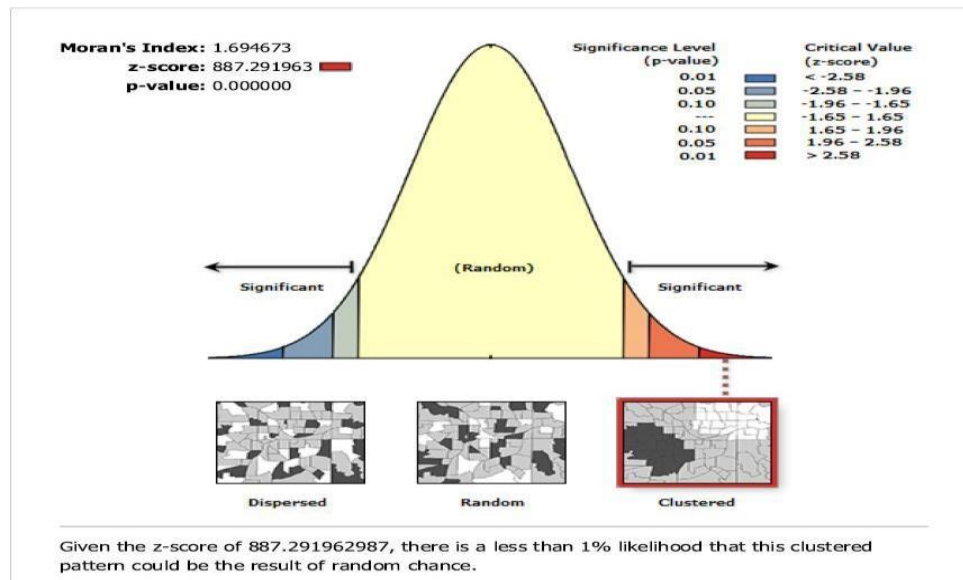 Moran's Index: 1.694673
z-score: 887.291963
p-value: 0.000000
Significance Level Critical Value
(p-value) (z-score)
0.01 < -2.58
0.05 -2.58 – -1.96
0.10 -1.96 – -1.65
--- -1.65 – 1.65
0.10 1.65 – 1.96
0.05 1.96 – 2.58
0.01 > 2.58
(Random)
Significant Significant
Dispersed Random Clustered
Given the z-score of 887.291962987, there is a less than 1% likelihood that this clustered
pattern could be the result of random chance.